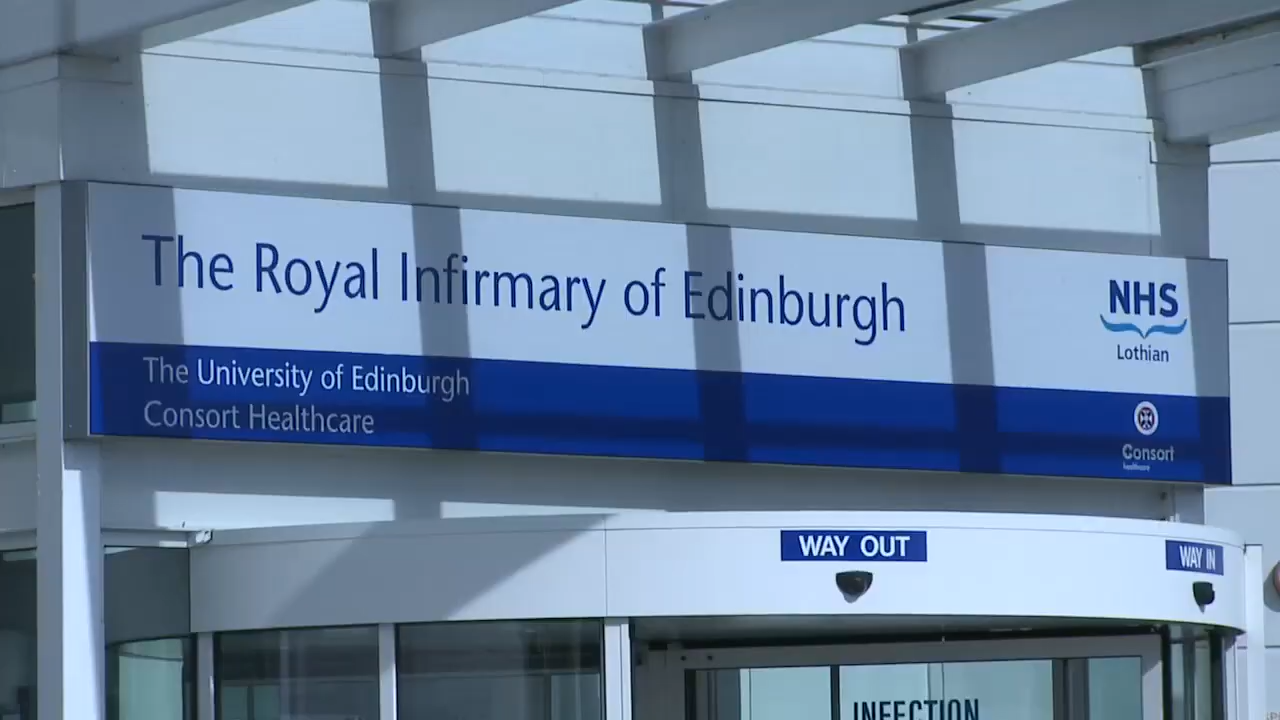 The Royal Infirmary of Edinburgh
NHS
Lothian
The University of Edinburgh
Consort Healthcare
Consort
healthcare
WAY OUT
WAY IN
INFECTION